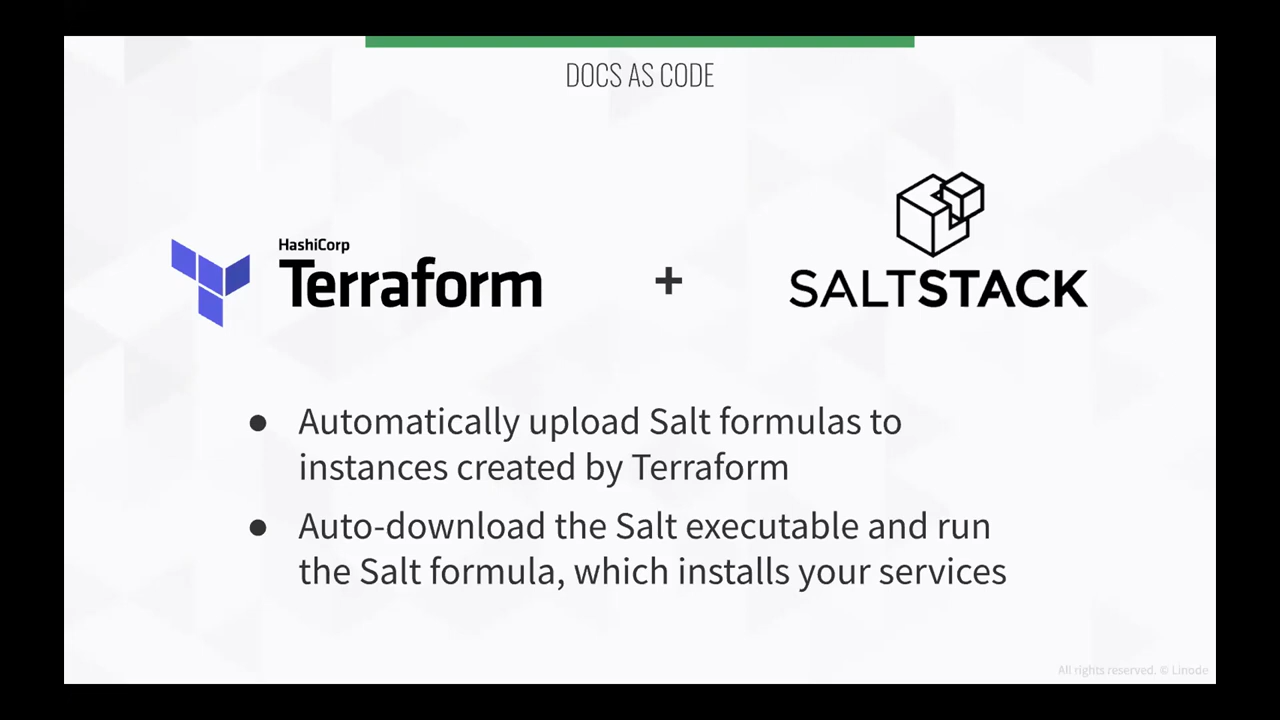 DOCS AS CODE
HashiCorp
Terraform
+
SALTSTACK
● Automatically upload Salt formulas to
instances created by Terraform
● Auto-download the Salt executable and run
the Salt formula, which installs your services
All rights reserved. © Linode